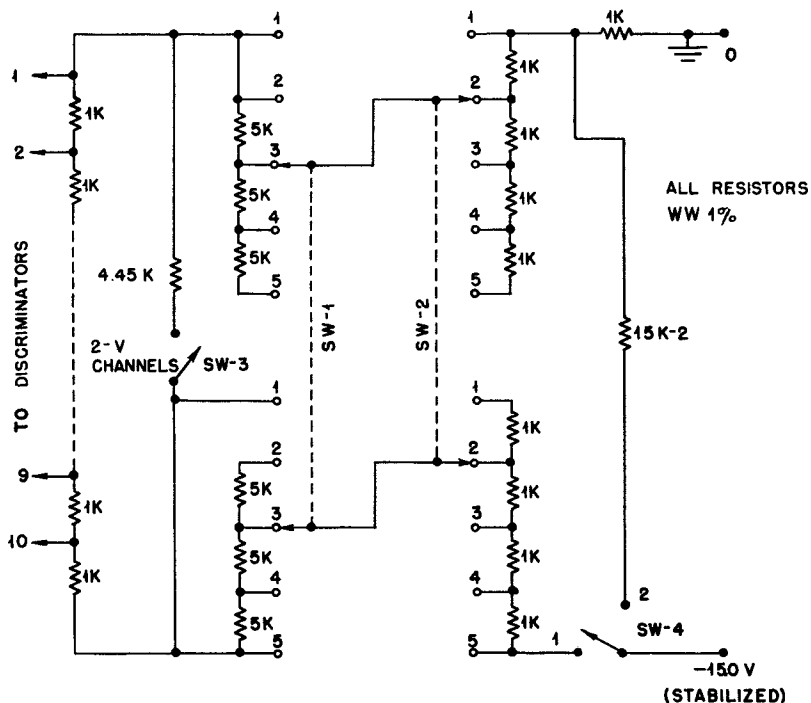 1
2
3
4
5
1
2
3
4
5
1K
0
1
2
9
10
1K
1K
1K
1K
TO DISCRIMINATORS
4.45 K
2-V
CHANNELS
SW-3
5K
5K
5K
SW-1
SW-2
1K
1K
1K
1K
ALL RESISTORS
WW 1%
15K-2
1
2
3
4
5
5K
5K
5K
1
2
3
4
5
1K
1K
1K
1K
1
2
SW-4
-150 V
(STABILIZED)